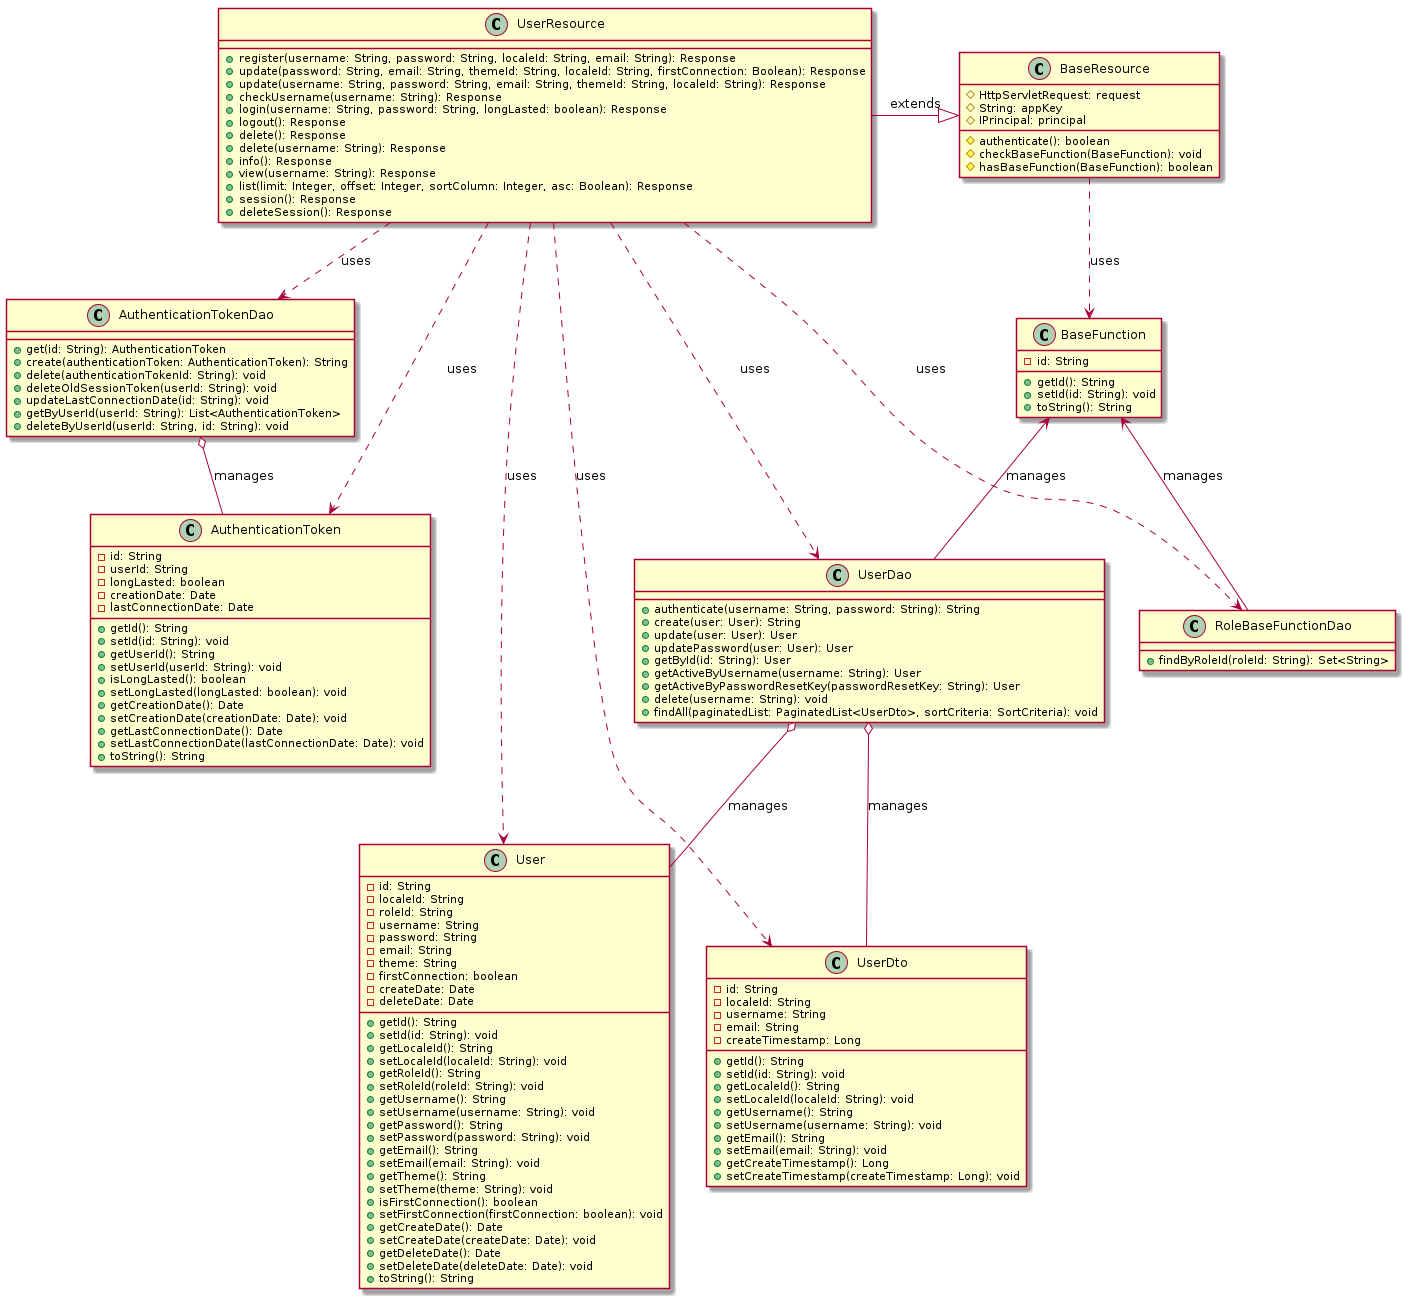 C UserResource
register(username: String, password: String, localeId: String, email: String): Response
update(password: String, email: String, themeId: String, localeId: String, firstConnection: Boolean): Response
update(username: String, password: String, email: String, themeId: String, localeId: String): Response
checkUsername(username: String): Response
login(username: String, password: String, longLasted: boolean): Response
logout(): Response
delete(): Response
delete(username: String): Response
info(): Response
view(username: String): Response
list(limit: Integer, offset: Integer, sortColumn: Integer, asc: Boolean): Response
session(): Response
deleteSession(): Response
extends
C BaseResource
HttpServletRequest: request
String: appKey
IPrincipal: principal
authenticate(): boolean
checkBaseFunction(BaseFunction): void
hasBaseFunction(BaseFunction): boolean
uses
uses
C AuthenticationTokenDao
get(id: String): AuthenticationToken
create(authenticationToken: AuthenticationToken): String
delete(authenticationTokenId: String): void
deleteOldSessionToken(userId: String): void
updateLastConnectionDate(id: String): void
getByUserId(userId: String): List<AuthenticationToken>
deleteByUserId(userId: String, id: String): void
uses
uses
uses
C BaseFunction
id: String
getId(): String
setId(id: String): void
toString(): String
manages
uses
uses
manages
manages
C AuthenticationToken
id: String
userId: String
longLasted: boolean
creationDate: Date
lastConnectionDate: Date
getId(): String
setId(id: String): void
getUserId(): String
setUserId(userId: String): void
isLongLasted(): boolean
setLongLasted(longLasted: boolean): void
getCreationDate(): Date
setCreationDate(creationDate: Date): void
getLastConnectionDate(): Date
setLastConnectionDate(lastConnectionDate: Date): void
toString(): String
C UserDao
authenticate(username: String, password: String): String
create(user: User): String
update(user: User): User
updatePassword(user: User): User
getById(id: String): User
getActiveByUsername(username: String): User
getActiveByPasswordResetKey(passwordResetKey: String): User
delete(username: String): void
findAll(paginatedList: PaginatedList<UserDto>, sortCriteria: SortCriteria): void
C RoleBaseFunctionDao
findByRoleId(roleId: String): Set<String>
manages
manages
C User
id: String
localeId: String
roleId: String
username: String
password: String
email: String
theme: String
firstConnection: boolean
createDate: Date
deleteDate: Date
getId(): String
setId(id: String): void
getLocaleId(): String
setLocaleId(localeId: String): void
getRoleId(): String
setRoleId(roleId: String): void
getUsername(): String
setUsername(username: String): void
getPassword(): String
setPassword(password: String): void
getEmail(): String
setEmail(email: String): void
getTheme(): String
setTheme(theme: String): void
isFirstConnection(): boolean
setFirstConnection(firstConnection: boolean): void
getCreateDate(): Date
setCreateDate(createDate: Date): void
getDeleteDate(): Date
setDeleteDate(deleteDate: Date): void
toString(): String
C UserDto
id: String
localeId: String
username: String
email: String
createTimestamp: Long
getId(): String
setId(id: String): void
getLocaleId(): String
setLocaleId(localeId: String): void
getUsername(): String
setUsername(username: String): void
getEmail(): String
setEmail(email: String): void
getCreateTimestamp(): Long
setCreateTimestamp(createTimestamp: Long): void